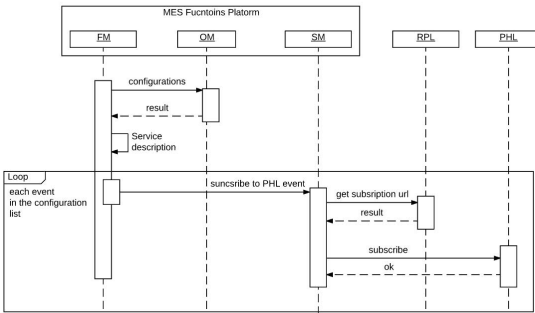 MES Fucntoins Platorm
FM
OM
SM
RPL
PHL
configurations
result
Service
description
Loop
each event
in the configuration
list
suncsribe to PHL event
get subsription url
result
subscribe
ok